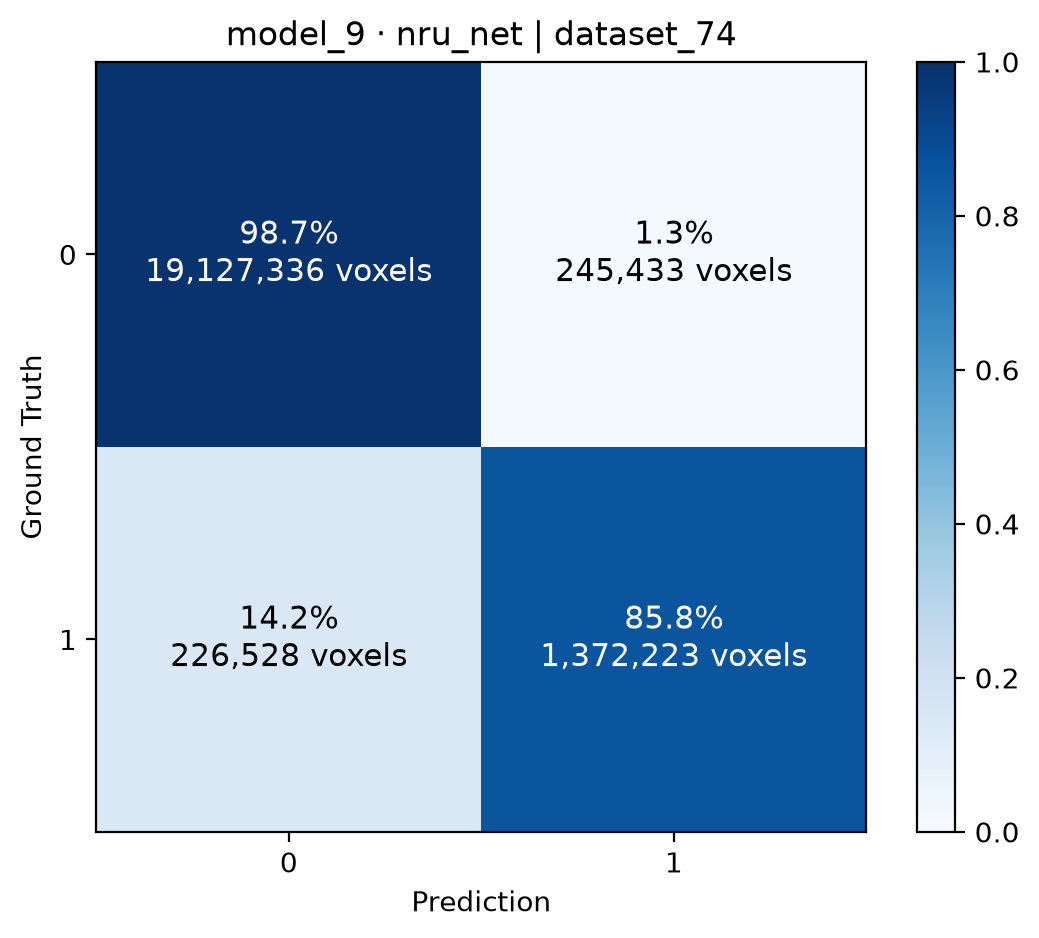 model_9 · nru_net | dataset_74
1.0
0.8
0.6
0.4
0.2
0.0
Ground Truth
0
1
98.7%
19,127,336 voxels
1.3%
245,433 voxels
14.2%
226,528 voxels
85.8%
1,372,223 voxels
0
1
Prediction